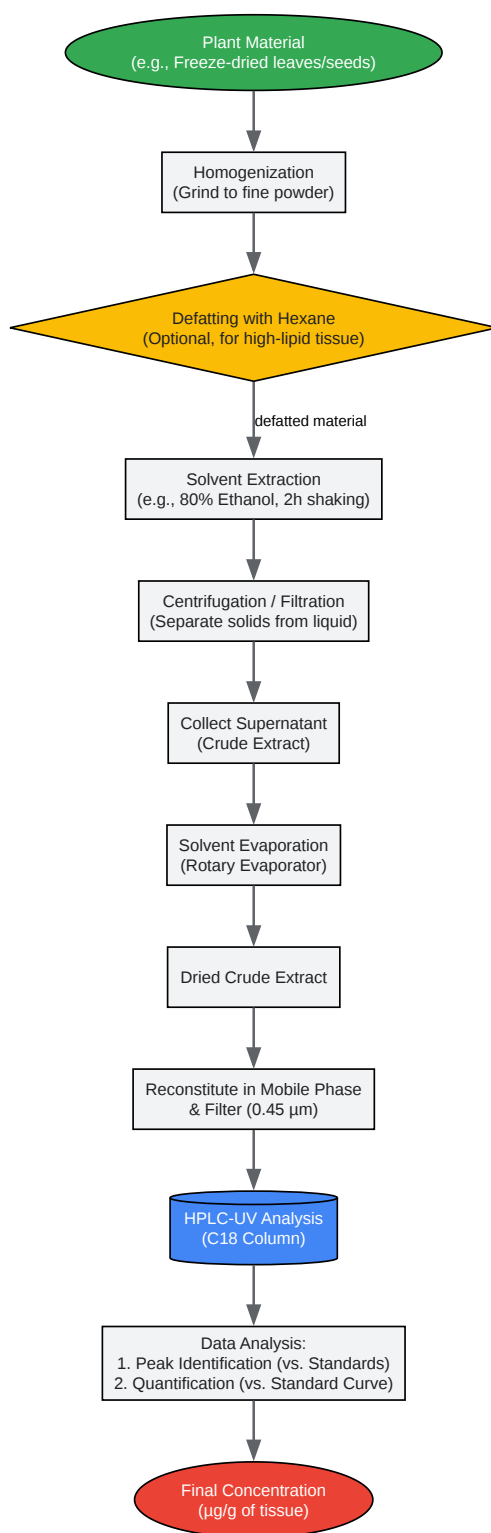 Plant Material
(e.g., Freeze-dried leaves/seeds)
Homogenization
(Grind to fine powder)
Defatting with Hexane
(Optional, for high-lipid tissue)
defatted material
Solvent Extraction
(e.g., 80% Ethanol, 2h shaking)
Centrifugation / Filtration
(Separate solids from liquid)
Collect Supernatant
(Crude Extract)
Solvent Evaporation
(Rotary Evaporator)
Dried Crude Extract
Reconstitute in Mobile Phase
& Filter (0.45 µm)
HPLC-UV Analysis
(C18 Column)
Data Analysis:
1. Peak Identification (vs. Standards)
2. Quantification (vs. Standard Curve)
Final Concentration
(µg/g of tissue)